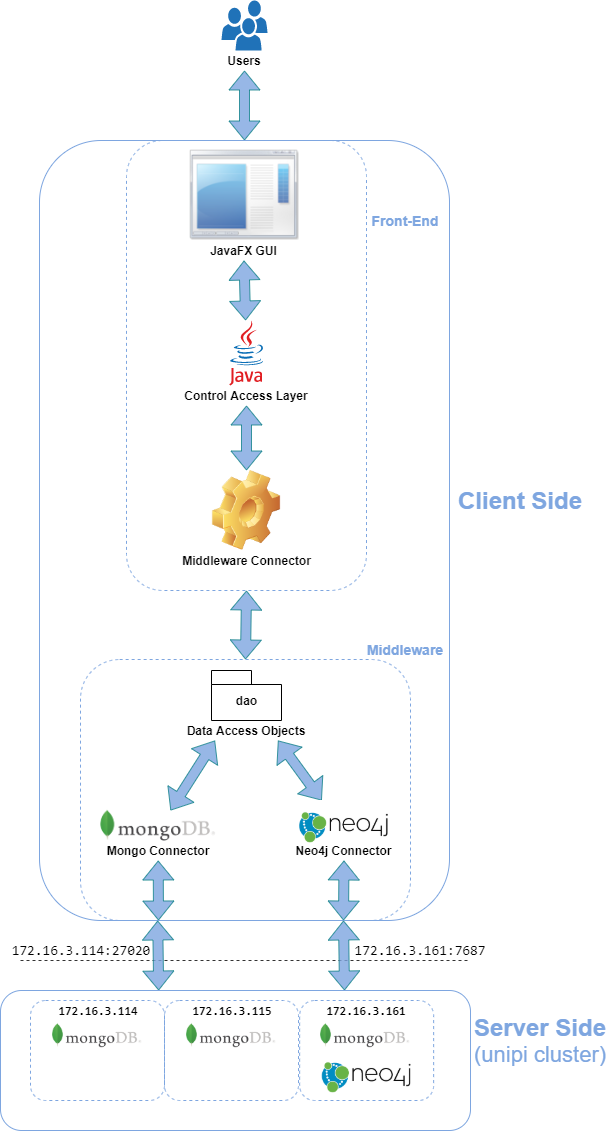 Users
JavaFX GUI
Front-End
Java
Control Access Layer
Middleware Connector
Client Side
Middleware
dao
Data Access Objects
mongoDB.
Mongo Connector
neo4j
Neo4j Connector
172.16.3.114:27020
172.16.3.161:7687
172.16.3.114
mongoDB.
172.16.3.115
mongoDB.
172.16.3.161
mongoDB.
neo4j
Server Side
(unipi cluster)